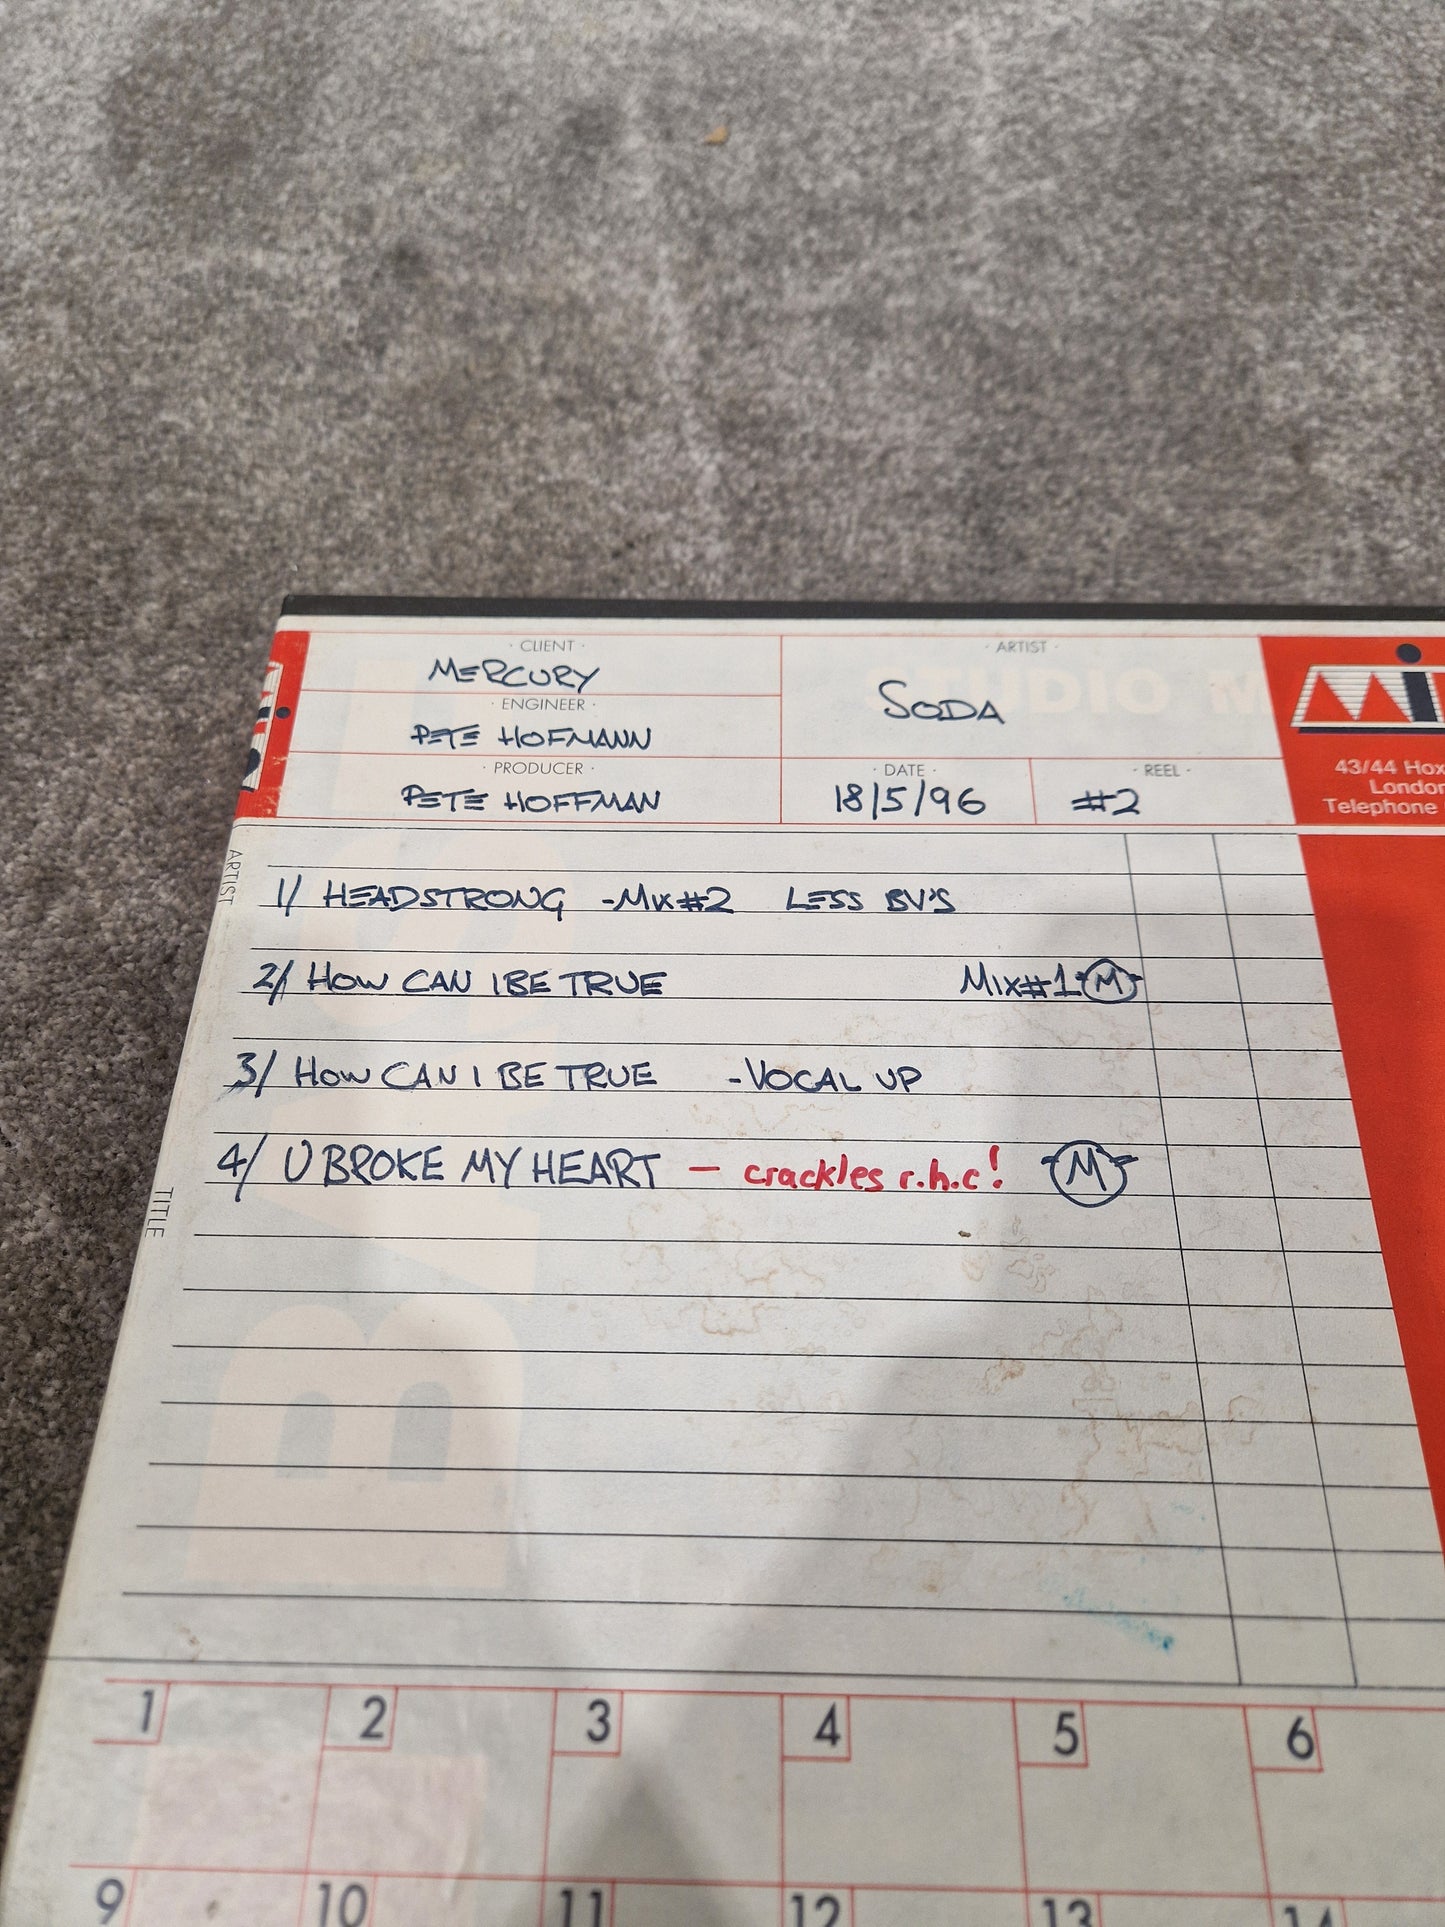 · CLIENT ·
MERCURY
· ENGINEER ·
PETE HOFMANN
· PRODUCER ·
PETE HOFFMAN
· ARTIST ·
SODA
· DATE ·
18/5/96
· REEL ·
#2
43/44 Hox
London
Telephone
ARTIST
1/ HEADSTRONG - MIX #2 LESS BV'S
2/ HOW CAN I BE TRUE MIX #1 M
3/ HOW CAN I BE TRUE - VOCAL UP
4/ U BROKE MY HEART - crackles r.h.c! M
TITLE
1 2 3 4 5 6
9 10 11 12 13 14